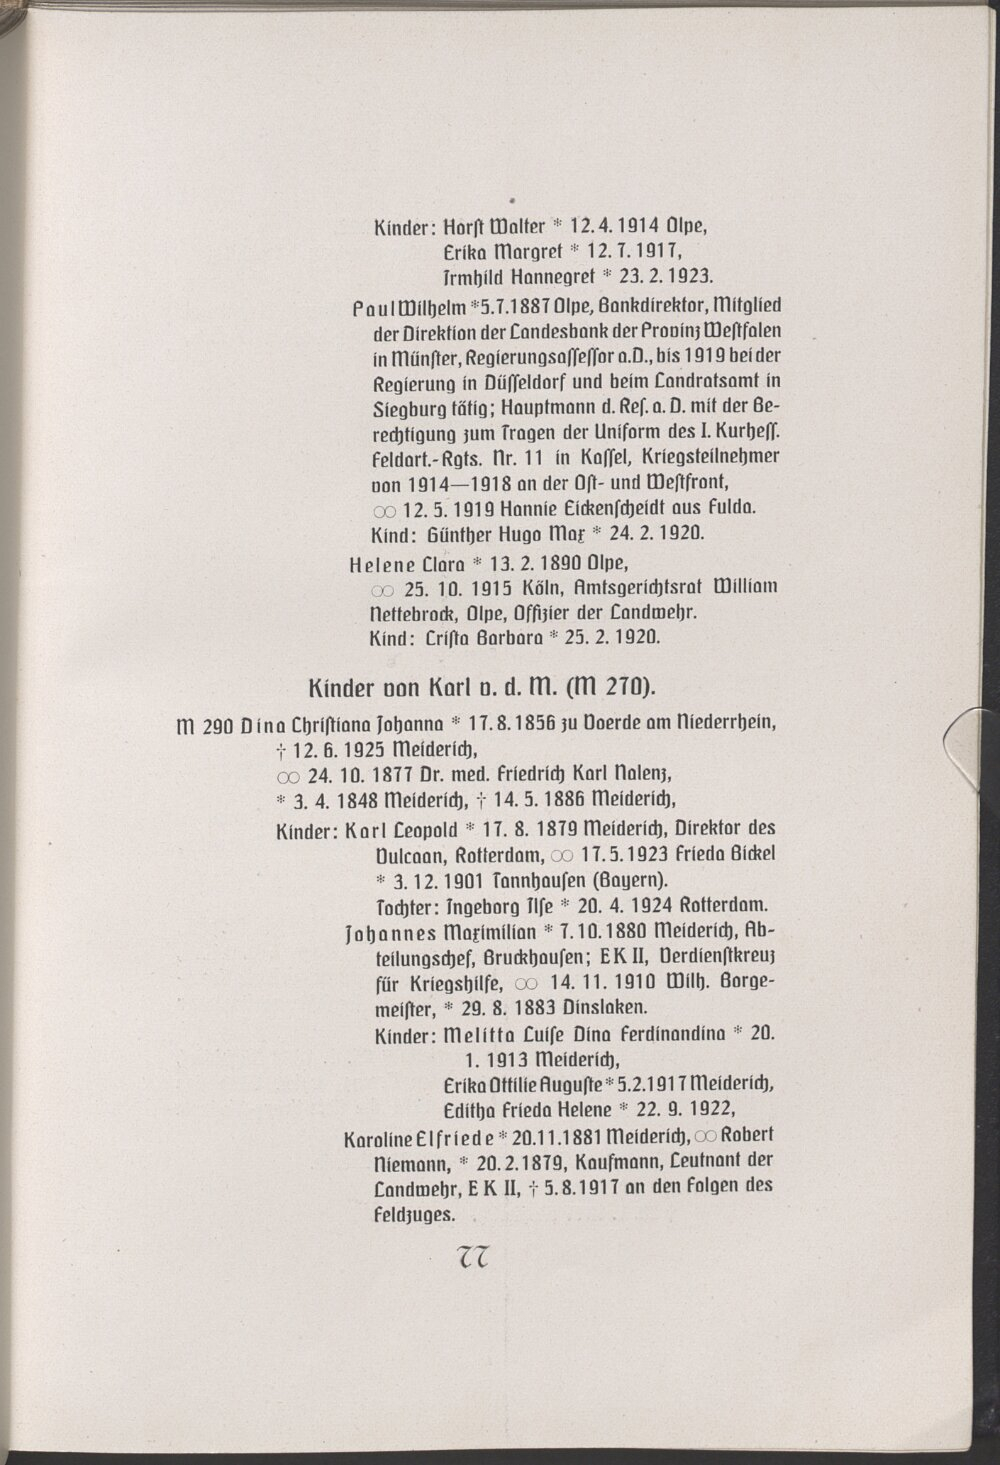 Kinder: Horſt Walter * 12. 4. 1914 Olpe,
Erika Margret * 12. 7. 1917,
Irmhild Hannegret * 23. 2. 1923.
Paul Wilhelm * 5. 7. 1887 Olpe, Bankdirektor, Mitglied
der Direktion der Landesbank der Provinz Weſtfalen
in Münſter, Regierungsaſſeſſor a. D., bis 1919 bei der
Regierung in Düſſeldorf und beim Landratsamt in
Siegburg tätig; Hauptmann d. Reſ. a. D. mit der Be-
rechtigung zum Tragen der Uniform des I. Kurheſſ.
Feldart.-Rgts. Nr. 11 in Kaſſel, Kriegsteilnehmer
von 1914—1918 an der Oſt- und Weſtfront,
∞ 12. 5. 1919 Hannie Eickenſcheidt aus Fulda.
Kind: Günther Hugo Max * 24. 2. 1920.
Helene Clara * 13. 2. 1890 Olpe,
∞ 25. 10. 1915 Köln, Amtsgerichtsrat William
Nettebrock, Olpe, Offizier der Landwehr.
Kind: Criſta Barbara * 25. 2. 1920.
Kinder von Karl v. d. M. (M 270).
M 290 Dina Chriſtiana Johanna * 17. 8. 1856 zu Voerde am Niederrhein,
† 12. 6. 1925 Meiderich,
∞ 24. 10. 1877 Dr. med. Friedrich Karl Nalenz,
* 3. 4. 1848 Meiderich, † 14. 5. 1886 Meiderich,
Kinder: Karl Leopold * 17. 8. 1879 Meiderich, Direktor des
Vulcaan, Rotterdam, ∞ 17. 5. 1923 Frieda Bickel
* 3. 12. 1901 Tannhauſen (Bayern).
Tochter: Ingeborg Ilſe * 20. 4. 1924 Rotterdam.
Johannes Maximilian * 7. 10. 1880 Meiderich, Ab-
teilungschef, Bruckhauſen; E K II, Verdienſtkreuz
für Kriegshilfe, ∞ 14. 11. 1910 Wilh. Borge-
meiſter, * 29. 8. 1883 Dinslaken.
Kinder: Melitta Luiſe Dina Ferdinandina * 20.
1. 1913 Meiderich,
Erika Ottilie Auguſte * 5. 2. 1917 Meiderich,
Editha Frieda Helene * 22. 9. 1922,
Karoline Elfriede * 20. 11. 1881 Meiderich, ∞ Robert
Niemann, * 20. 2. 1879, Kaufmann, Leutnant der
Landwehr, E K II, † 5. 8. 1917 an den Folgen des
Feldzuges.
77